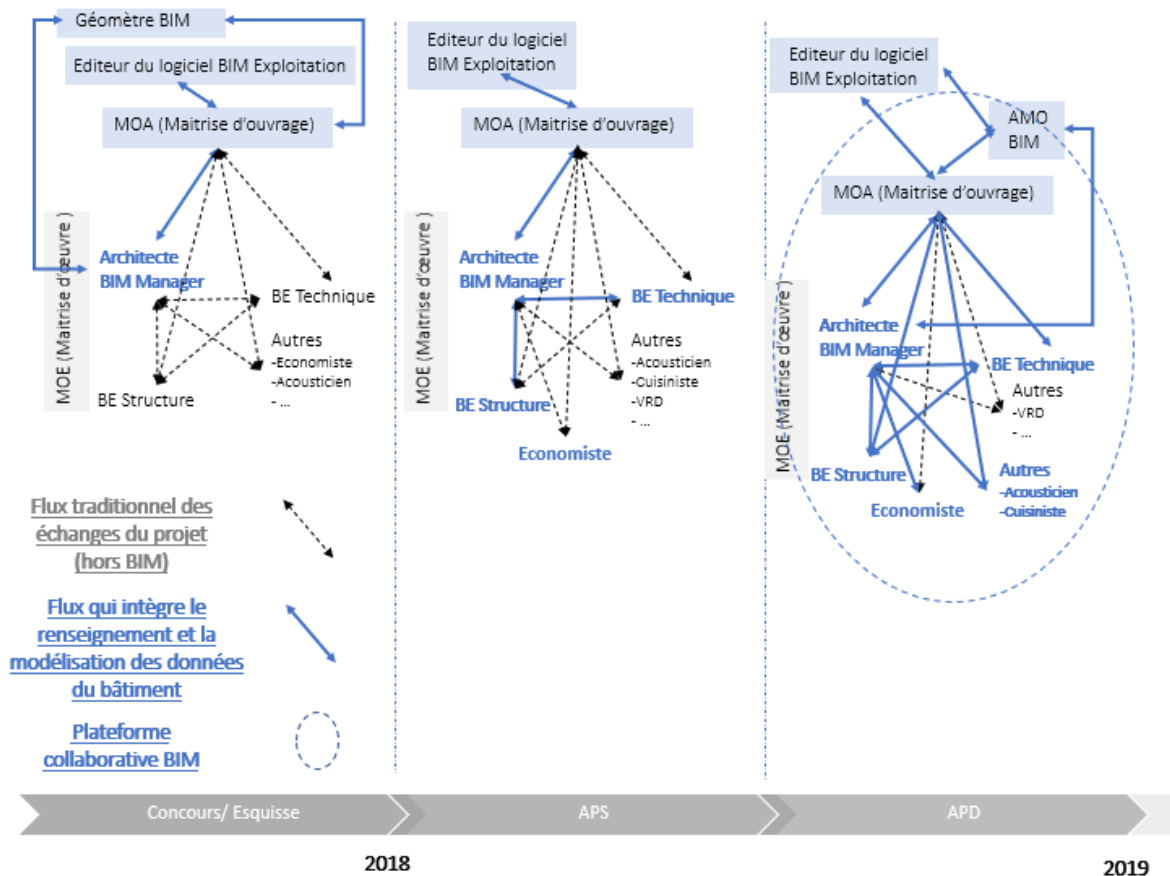 Géomètre BIM
Editeur du logiciel BIM Exploitation
MOA (Maitrise d'ouvrage)
MOE (Maitrise d'œuvre )
Architecte
BIM Manager
BE Technique
Autres
-Economiste
-Acousticien
- ...
BE Structure
Editeur du logiciel
BIM Exploitation
MOA (Maitrise d'ouvrage)
MOE (Maitrise d'œuvre )
Architecte
BIM Manager
BE Technique
Autres
-Acousticien
-Cuisiniste
-VRD
- ...
BE Structure
Economiste
Editeur du logiciel
BIM Exploitation
AMO
BIM
MOA (Maitrise d'ouvrage)
MOE (Maitrise d'œuvre )
Architecte
BIM Manager
BE Technique
Autres
-VRD
- ...
BE Structure
Autres
-Acousticien
-Cuisiniste
Economiste
Flux traditionnel des
échanges du projet
(hors BIM)
Flux qui intègre le
renseignement et la
modélisation des données
du bâtiment
Plateforme
collaborative BIM
Concours/ Esquisse
APS
APD
2018
2019